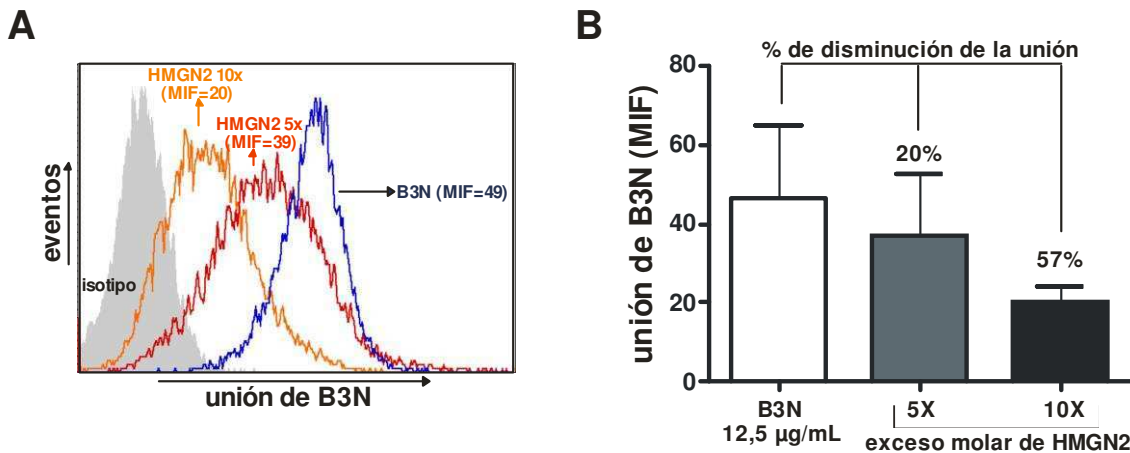 A
HMGN2 10x
(MIF=20)
HMGN2 5x
(MIF=39)
B3N (MIF=49)
eventos
isotipo
unión de B3N
B
% de disminución de la unión
80
60
40
20
0
unión de B3N (MIF)
20%
57%
B3N
12,5 µg/mL
5X
10X
exceso molar de HMGN2